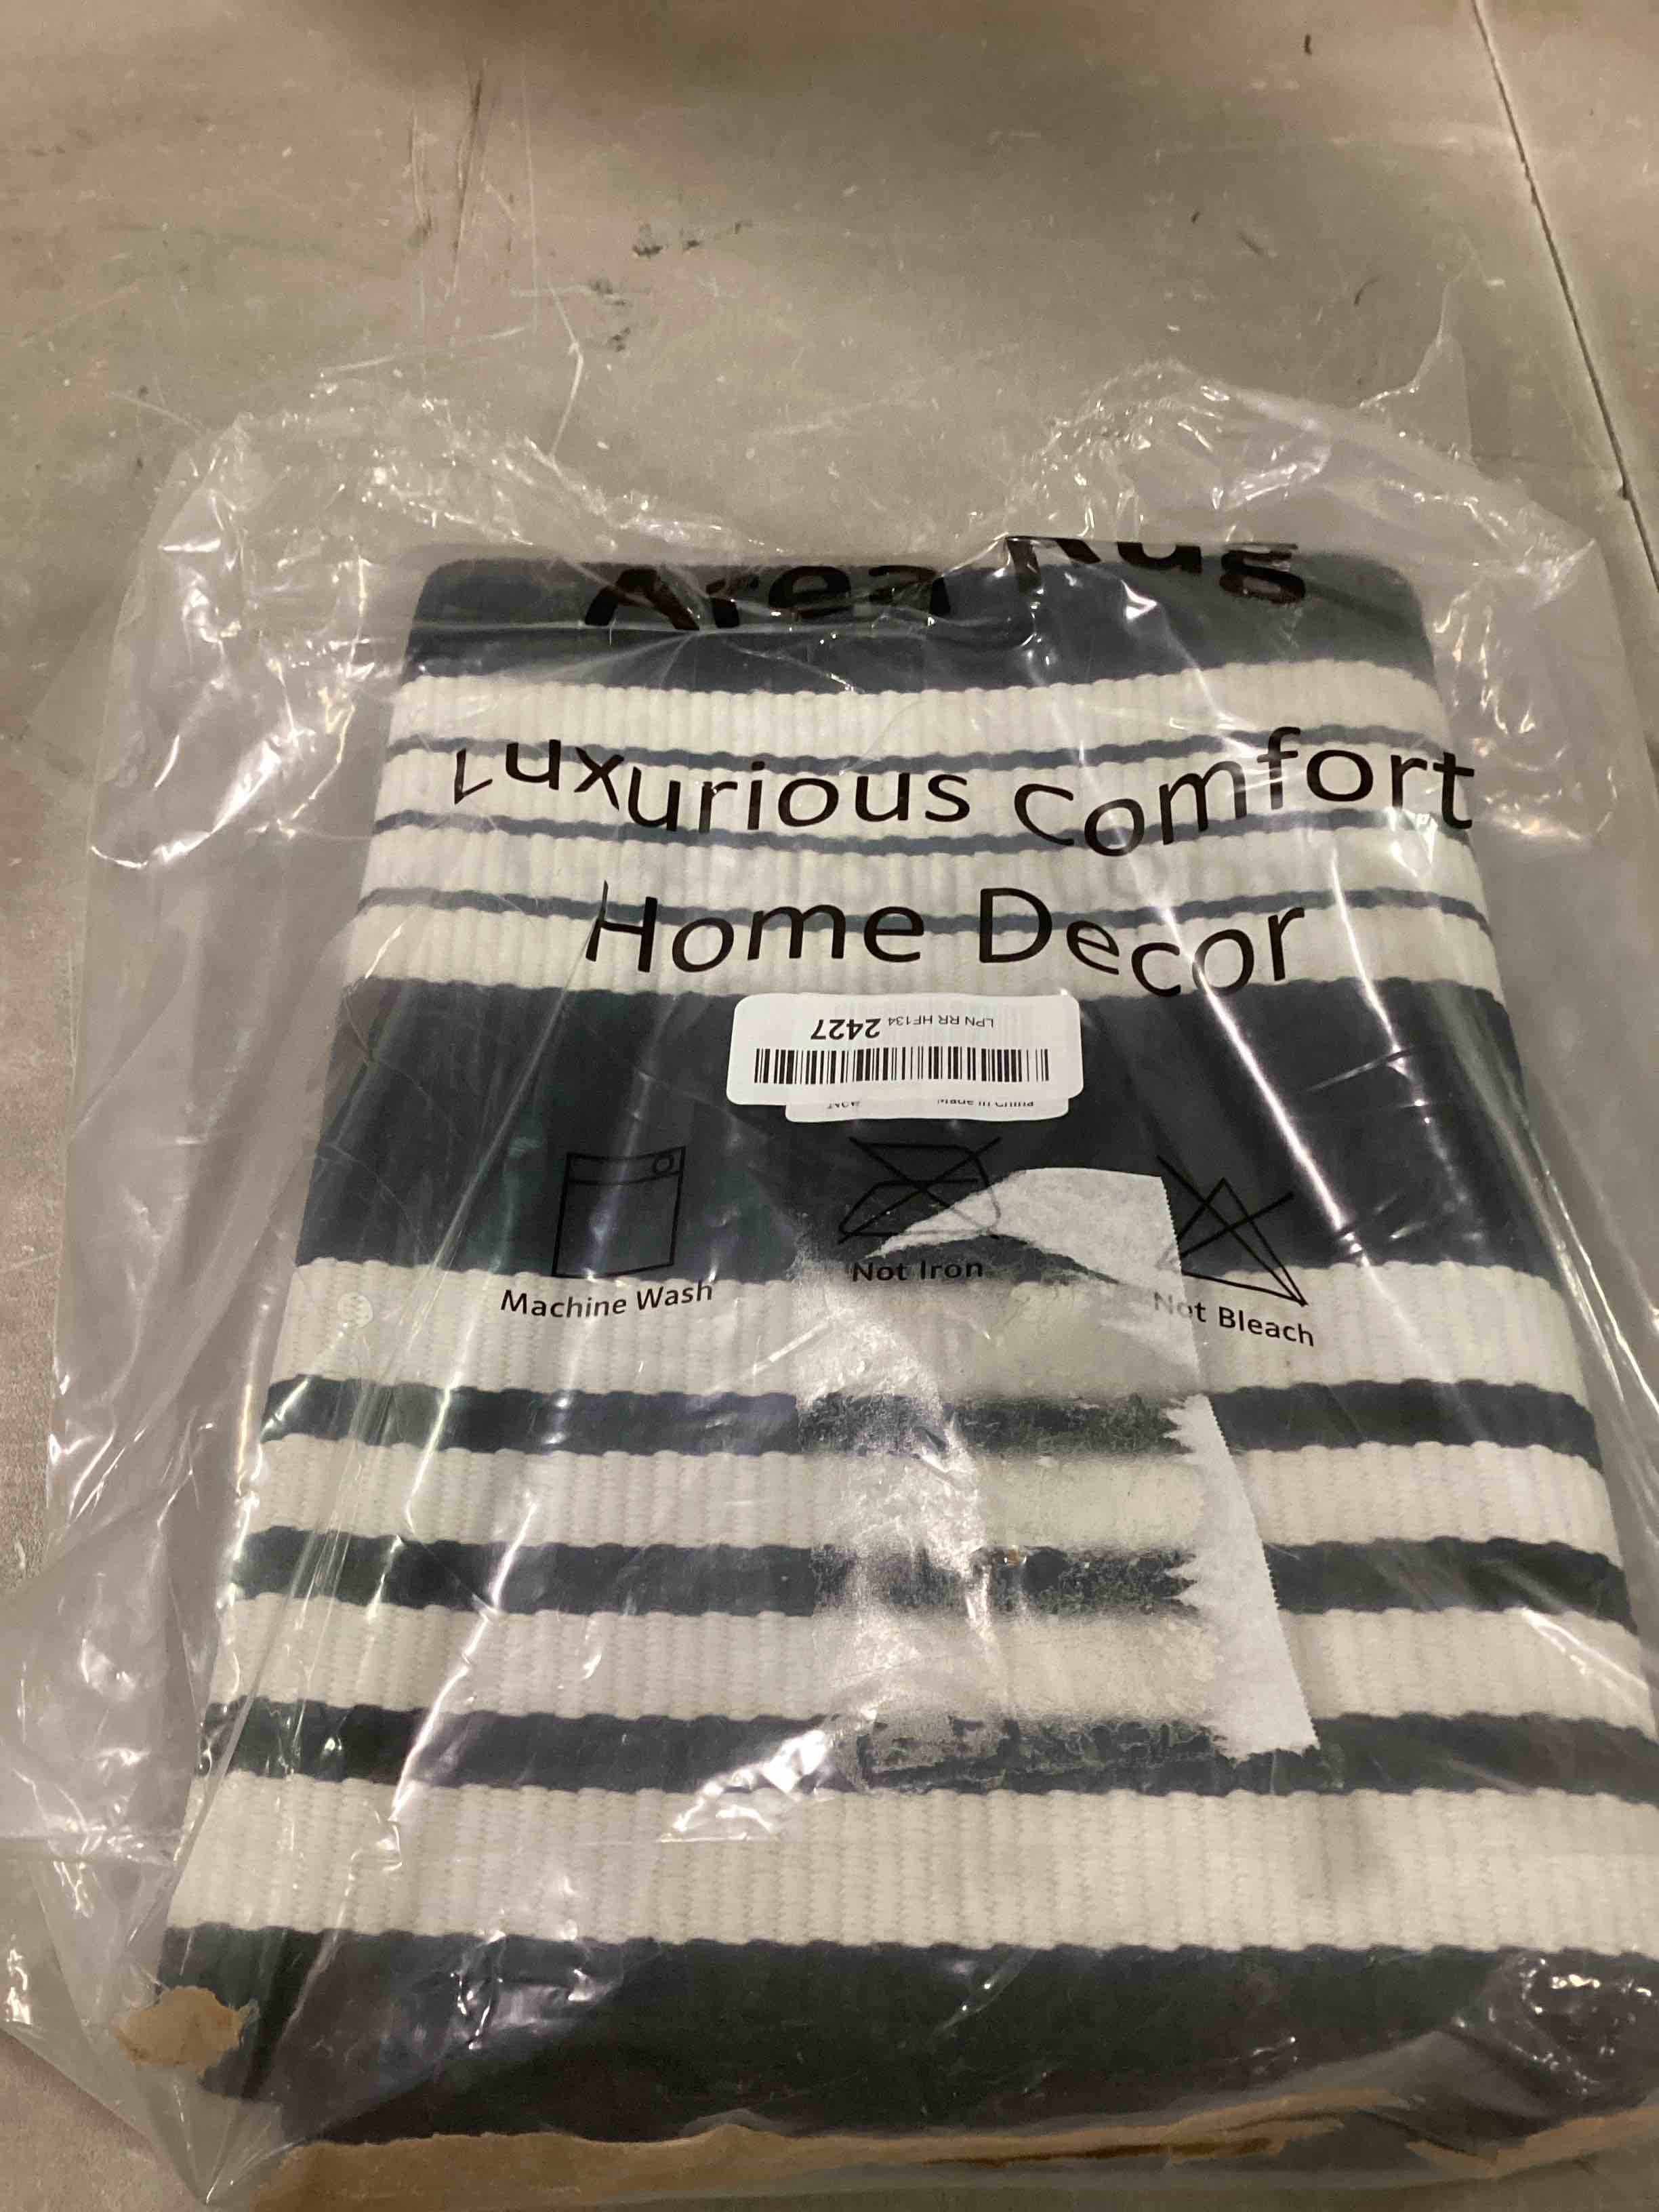 Area Rug
Luxurious comfort
Home Decor
LPN RR HF134 2427
Made in China
Machine Wash
Not Iron
Not Bleach